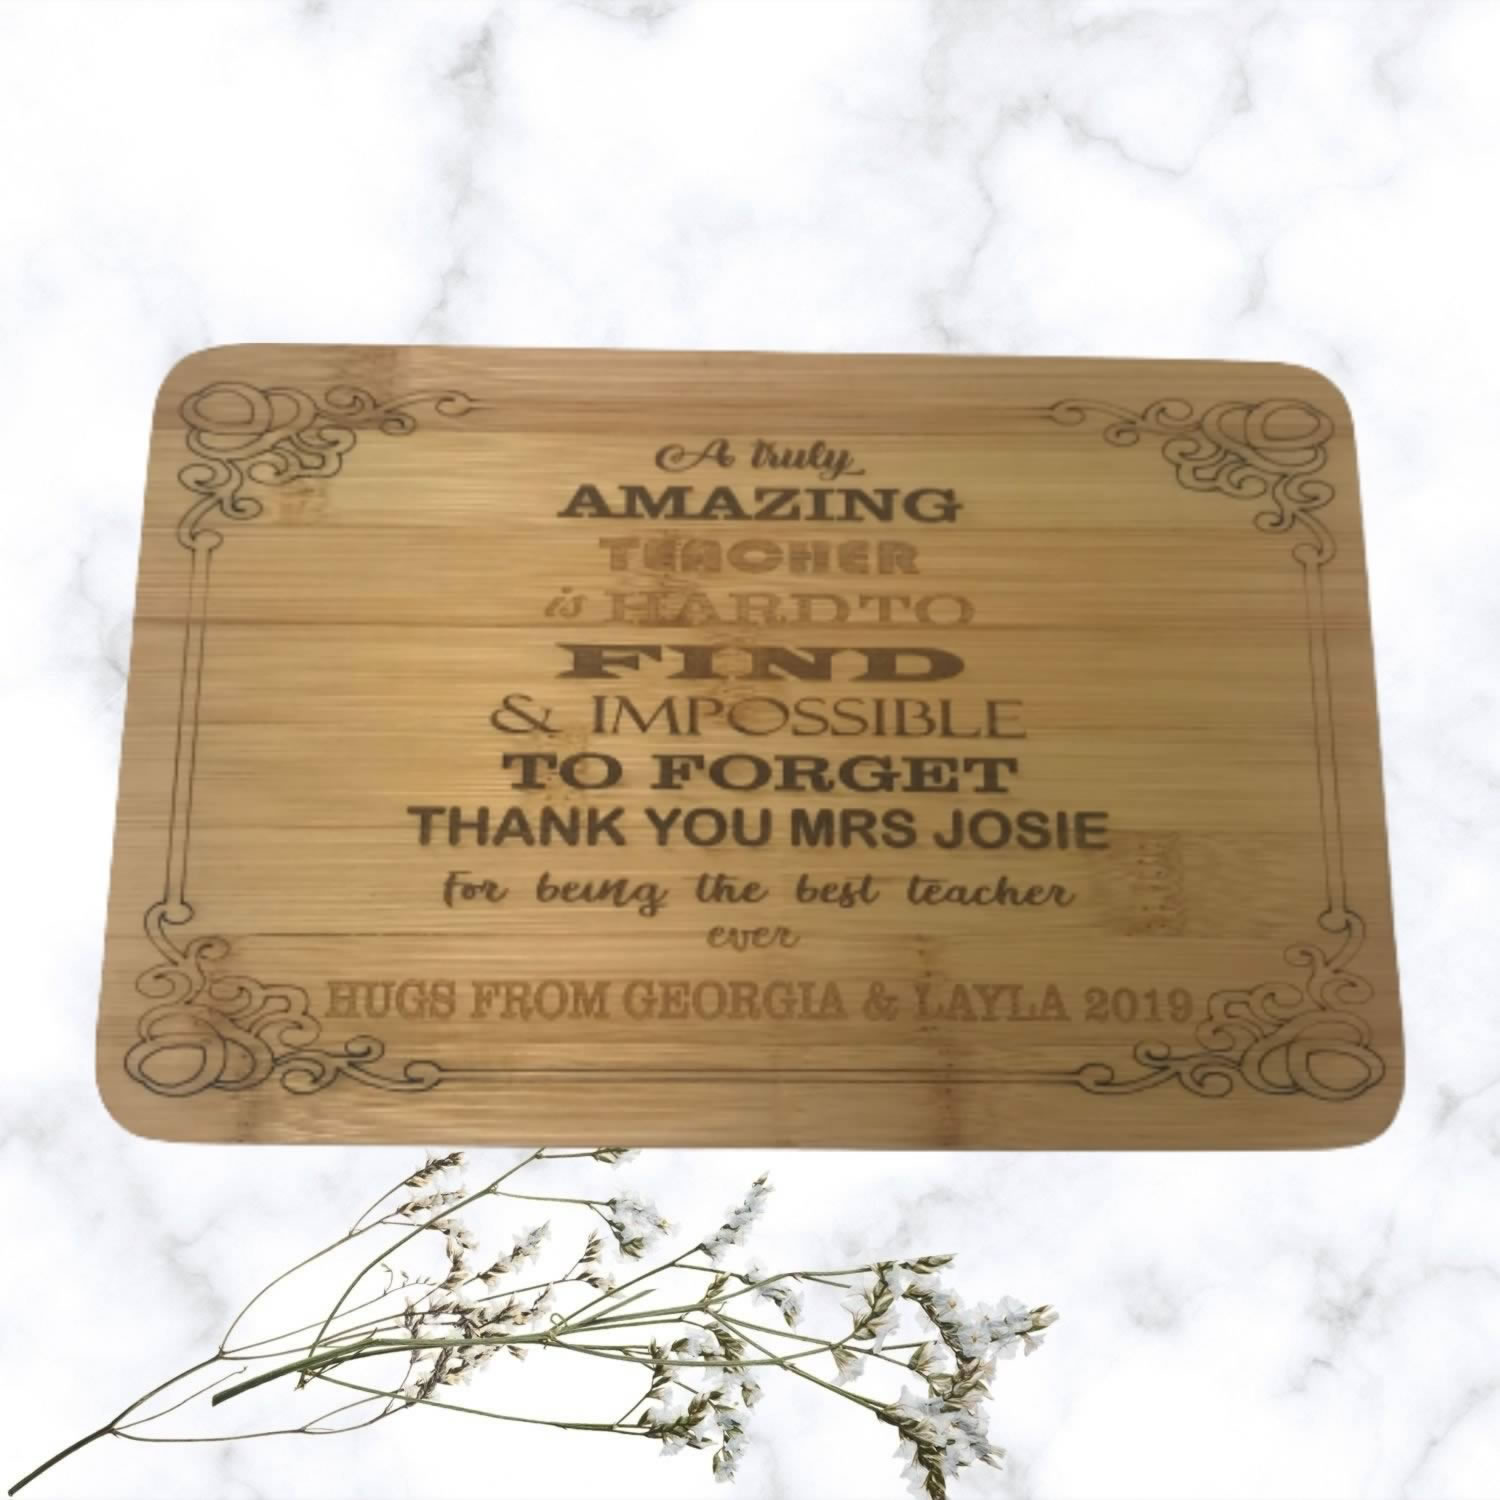 A truly
AMAZING
TEACHER
is HARD TO
FIND
& IMPOSSIBLE
TO FORGET
THANK YOU MRS JOSIE
For being the best teacher
ever
HUGS FROM GEORGIA & LAYLA 2019